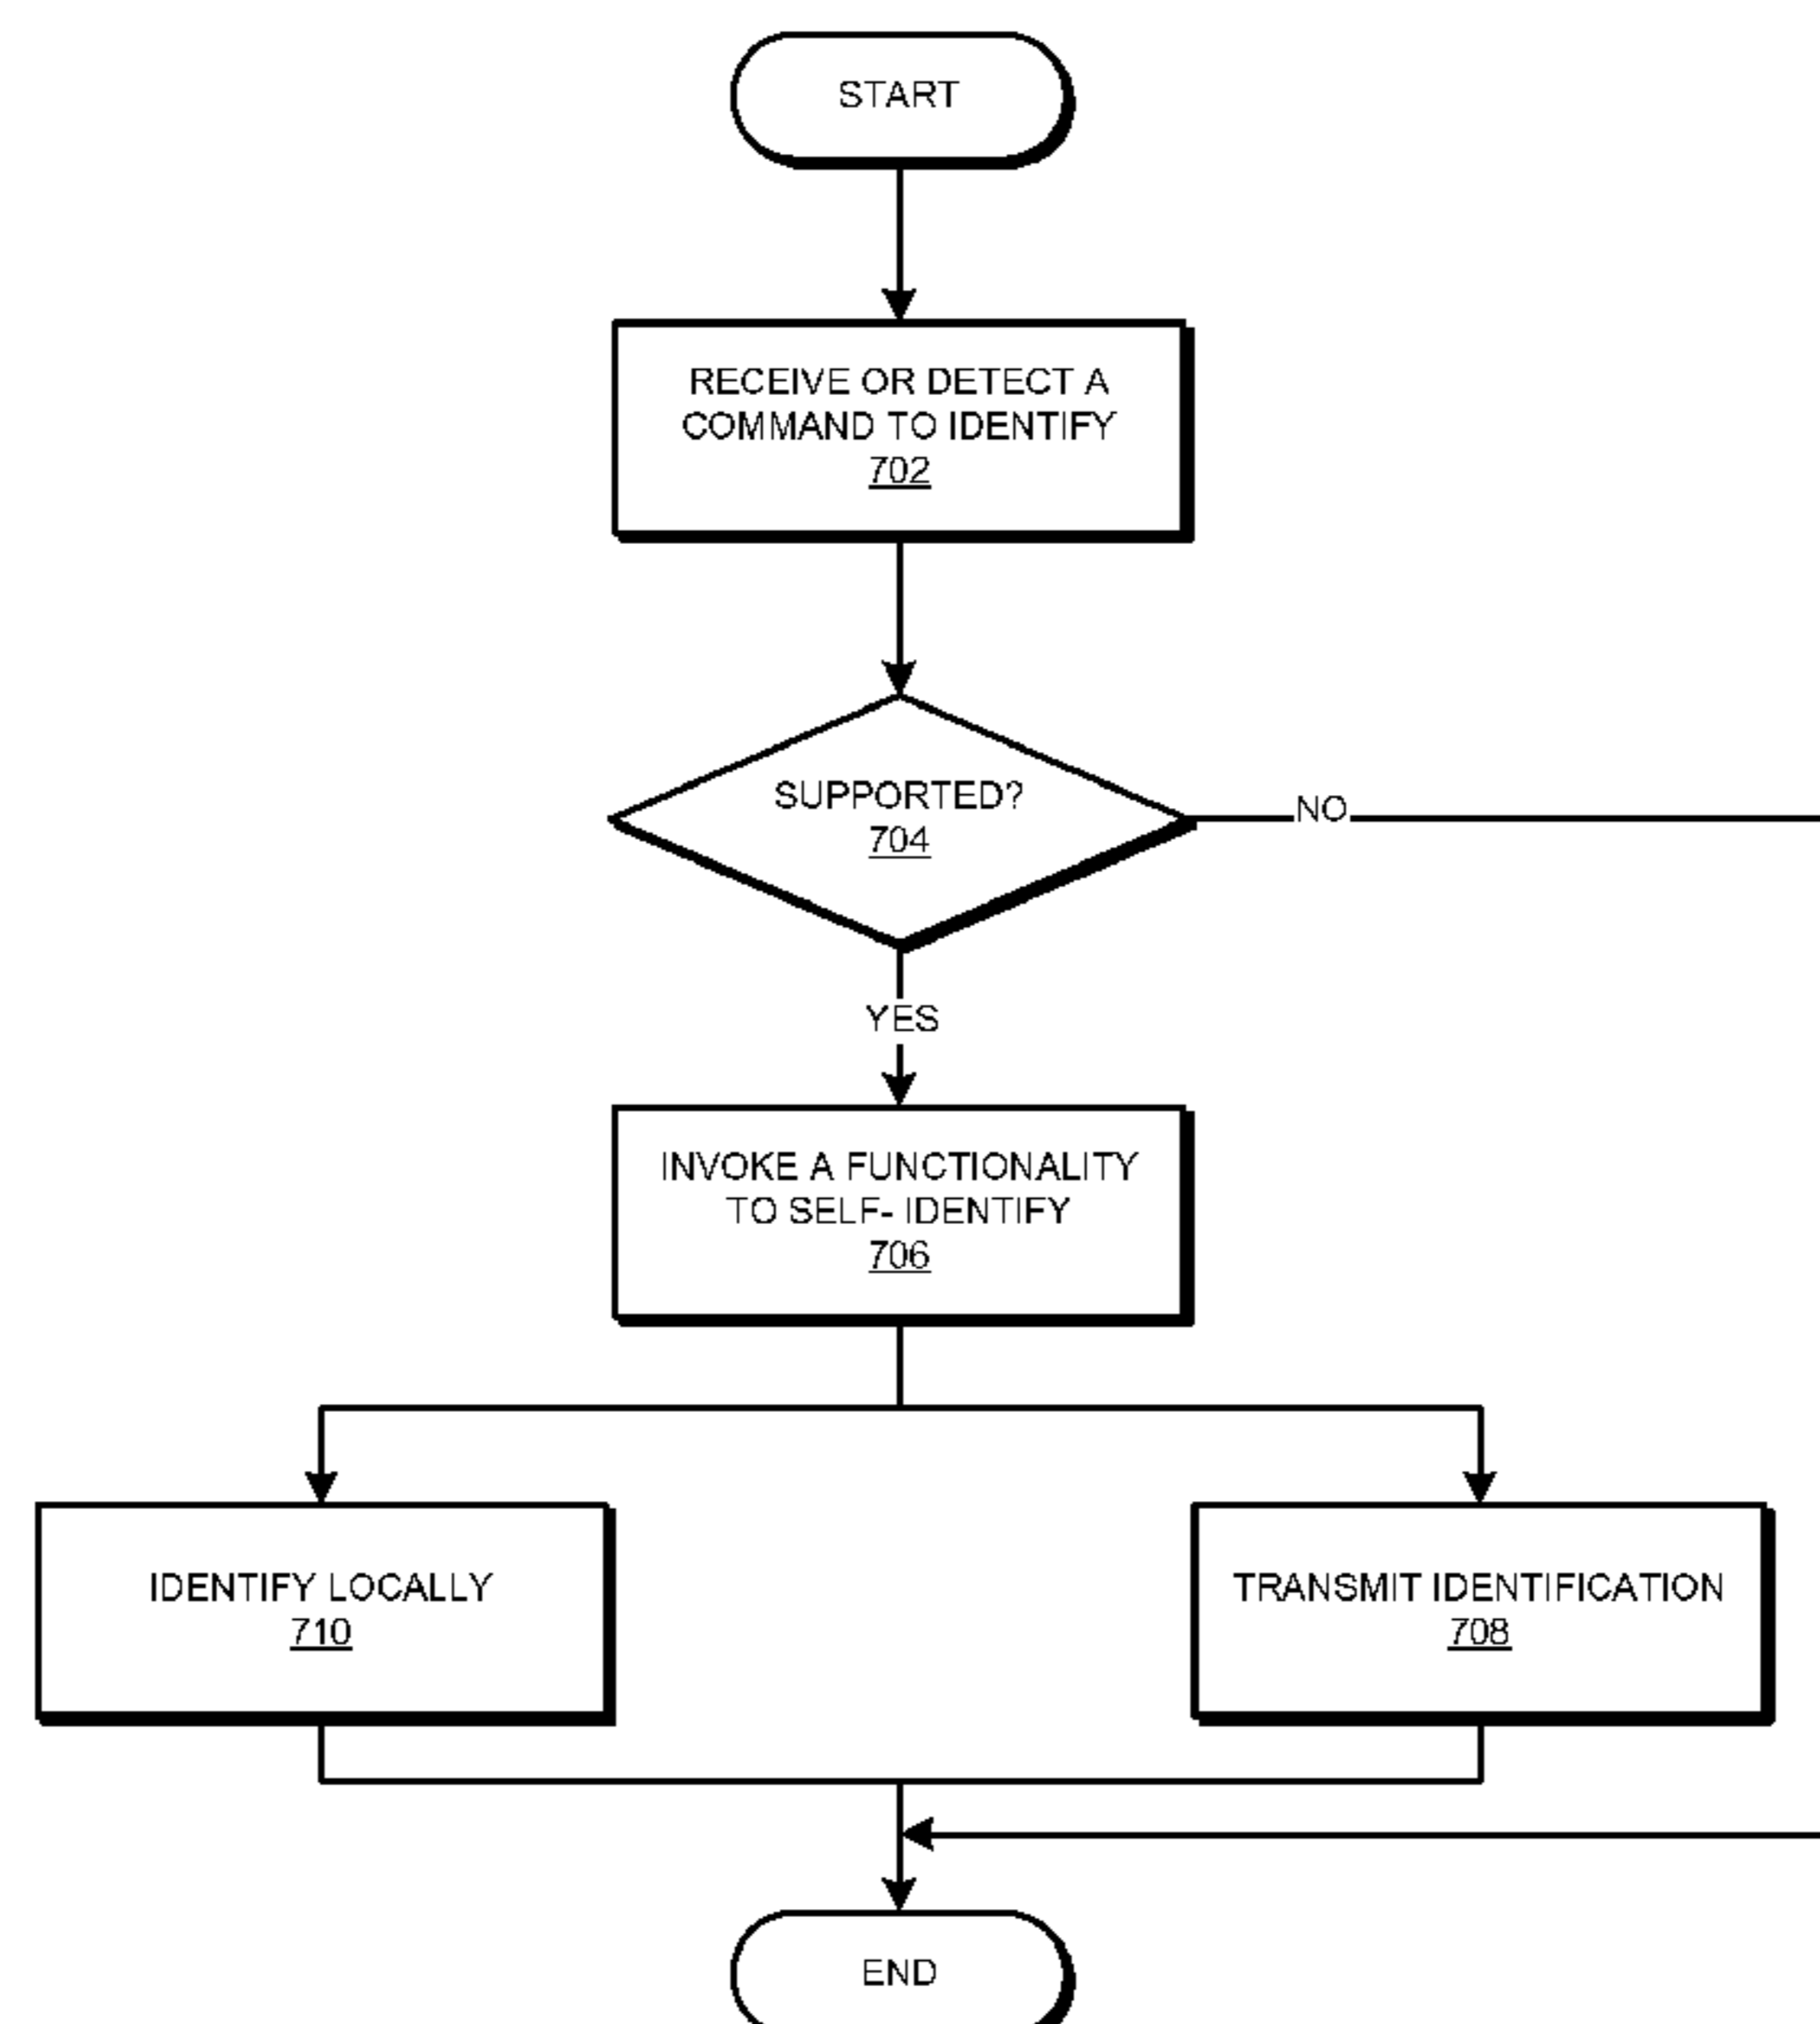 START
RECEIVE OR DETECT A
COMMAND TO IDENTIFY
702
SUPPORTED?
704
NO
YES
INVOKE A FUNCTIONALITY
TO SELF- IDENTIFY
706
IDENTIFY LOCALLY
710
TRANSMIT IDENTIFICATION
708
END